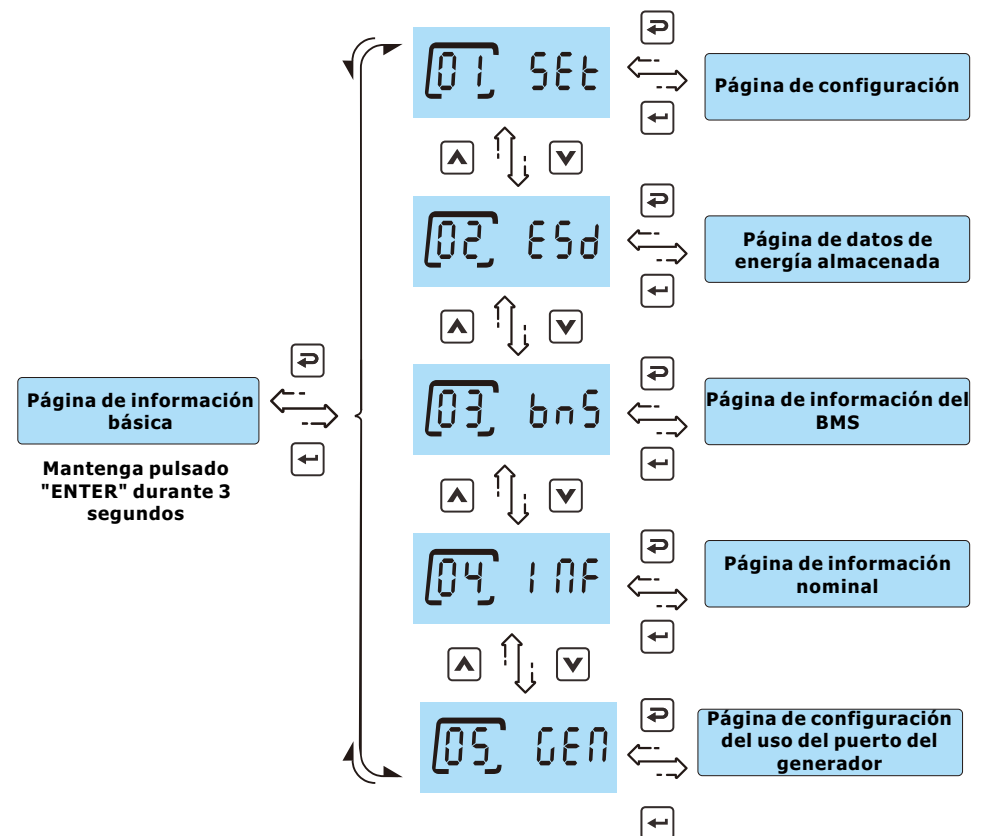 01 SEt
Página de configuración
02 ESd
Página de datos de
energía almacenada
Página de información
básica
Mantenga pulsado
"ENTER" durante 3
segundos
03 bnS
Página de información del
BMS
04 INF
Página de información
nominal
05 GEN
Página de configuración
del uso del puerto del
generador